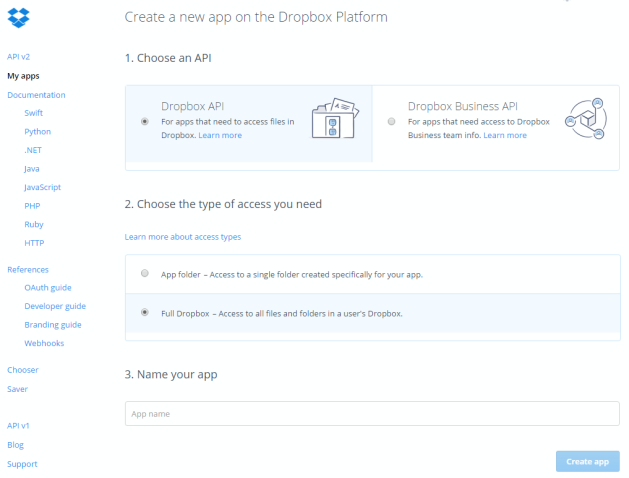 Create a new app on the Dropbox Platform
API v2
My apps
Documentation
Swift
Python
.NET
Java
JavaScript
PHP
Ruby
HTTP
References
OAuth guide
Developer guide
Branding guide
Webhooks
Chooser
Saver
API v1
Blog
Support
1. Choose an API
Dropbox API
For apps that need to access files in
Dropbox. Learn more
Dropbox Business API
For apps that need access to Dropbox
Business team info. Learn more
2. Choose the type of access you need
Learn more about access types
App folder – Access to a single folder created specifically for your app.
Full Dropbox – Access to all files and folders in a user's Dropbox.
3. Name your app
App name
Create app